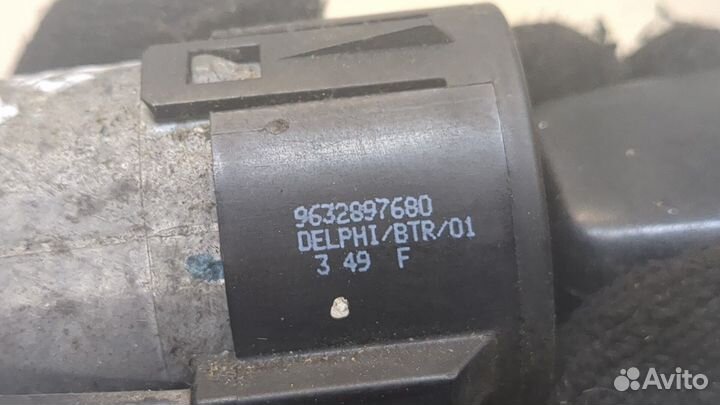 9632897680
DELPHI/BTR/01
3 49 F
Avito